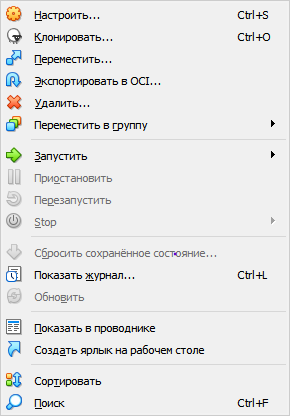 Настроить... Ctrl+S
Клонировать... Ctrl+O
Переместить...
Экспортировать в OCI...
Удалить...
Переместить в группу
Запустить
Приостановить
Перезапустить
Stop
Сбросить сохранённое состояние...
Показать журнал... Ctrl+L
Обновить
Показать в проводнике
Создать ярлык на рабочем столе
Сортировать
Поиск Ctrl+F